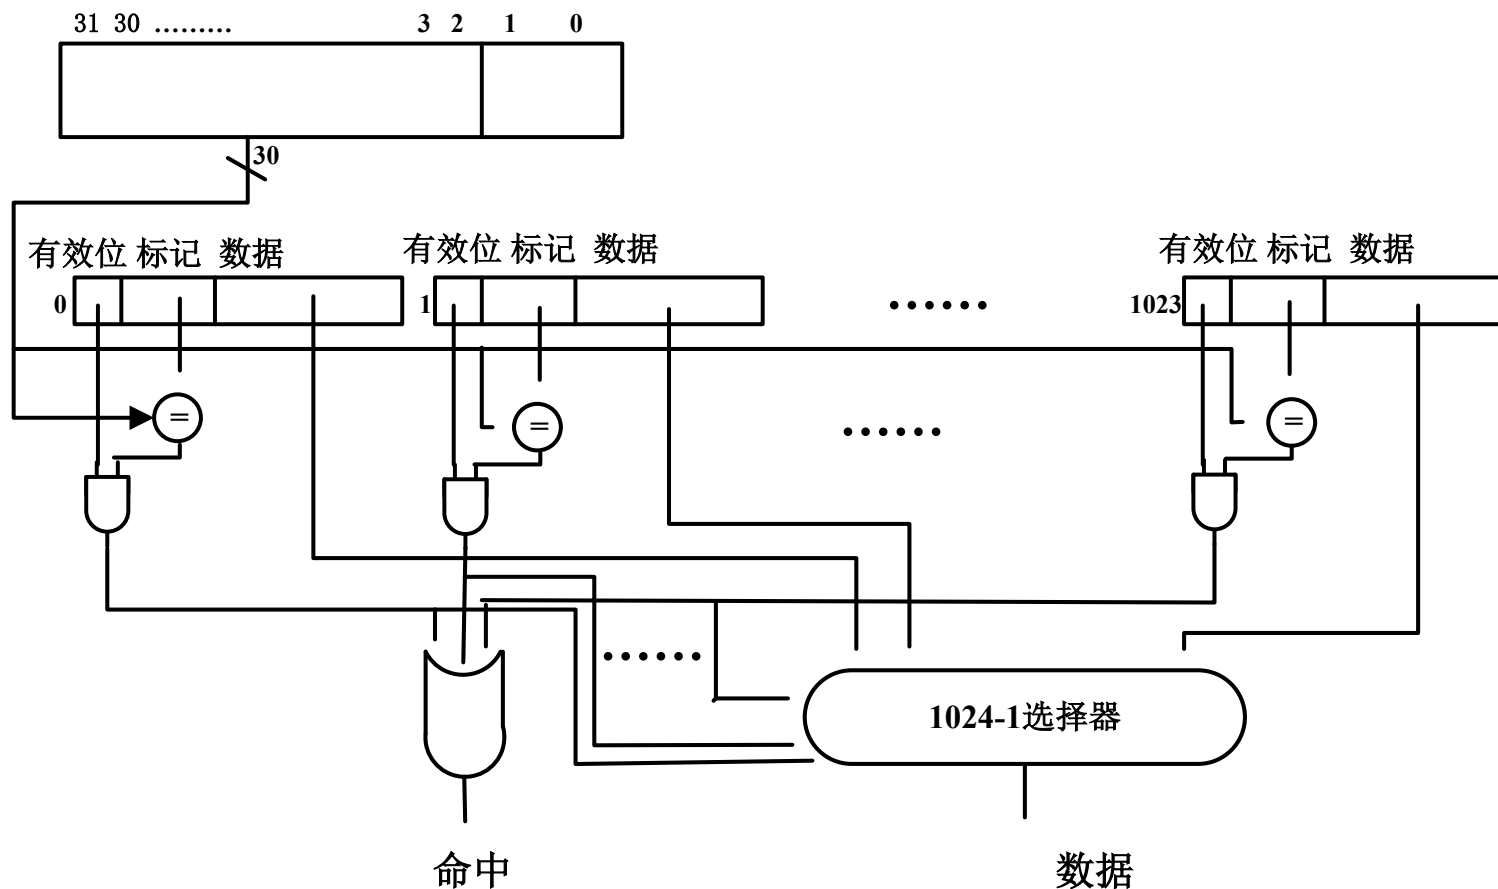 31 30 ......... 3 2 1 0
30
有效位 标记 数据 有效位 标记 数据 有效位 标记 数据
0 1 ...... 1023
= = =
......
......
1024-1选择器
命中 数据